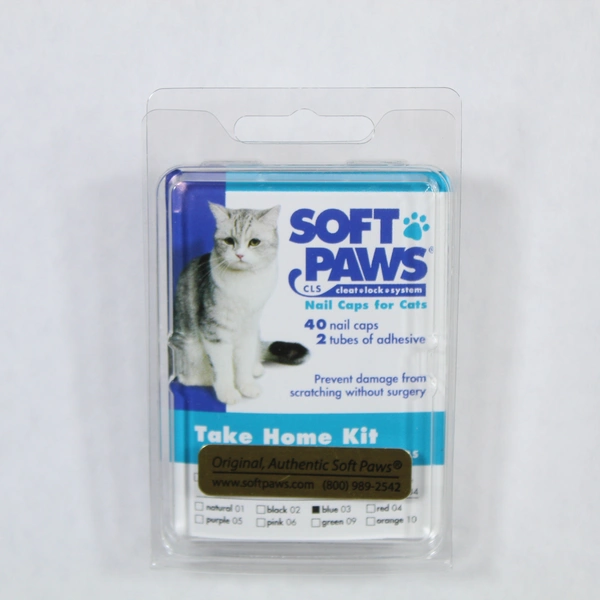 SOFT
PAWS®
CLS cleat•lock•system
Nail Caps for Cats
40 nail caps
2 tubes of adhesive
Prevent damage from
scratching without surgery
Take Home Kit
Original, Authentic Soft Paws®
www.softpaws.com (800) 989-2542
natural 01 black 02 blue 03 red 04
purple 05 pink 06 green 09 orange 10